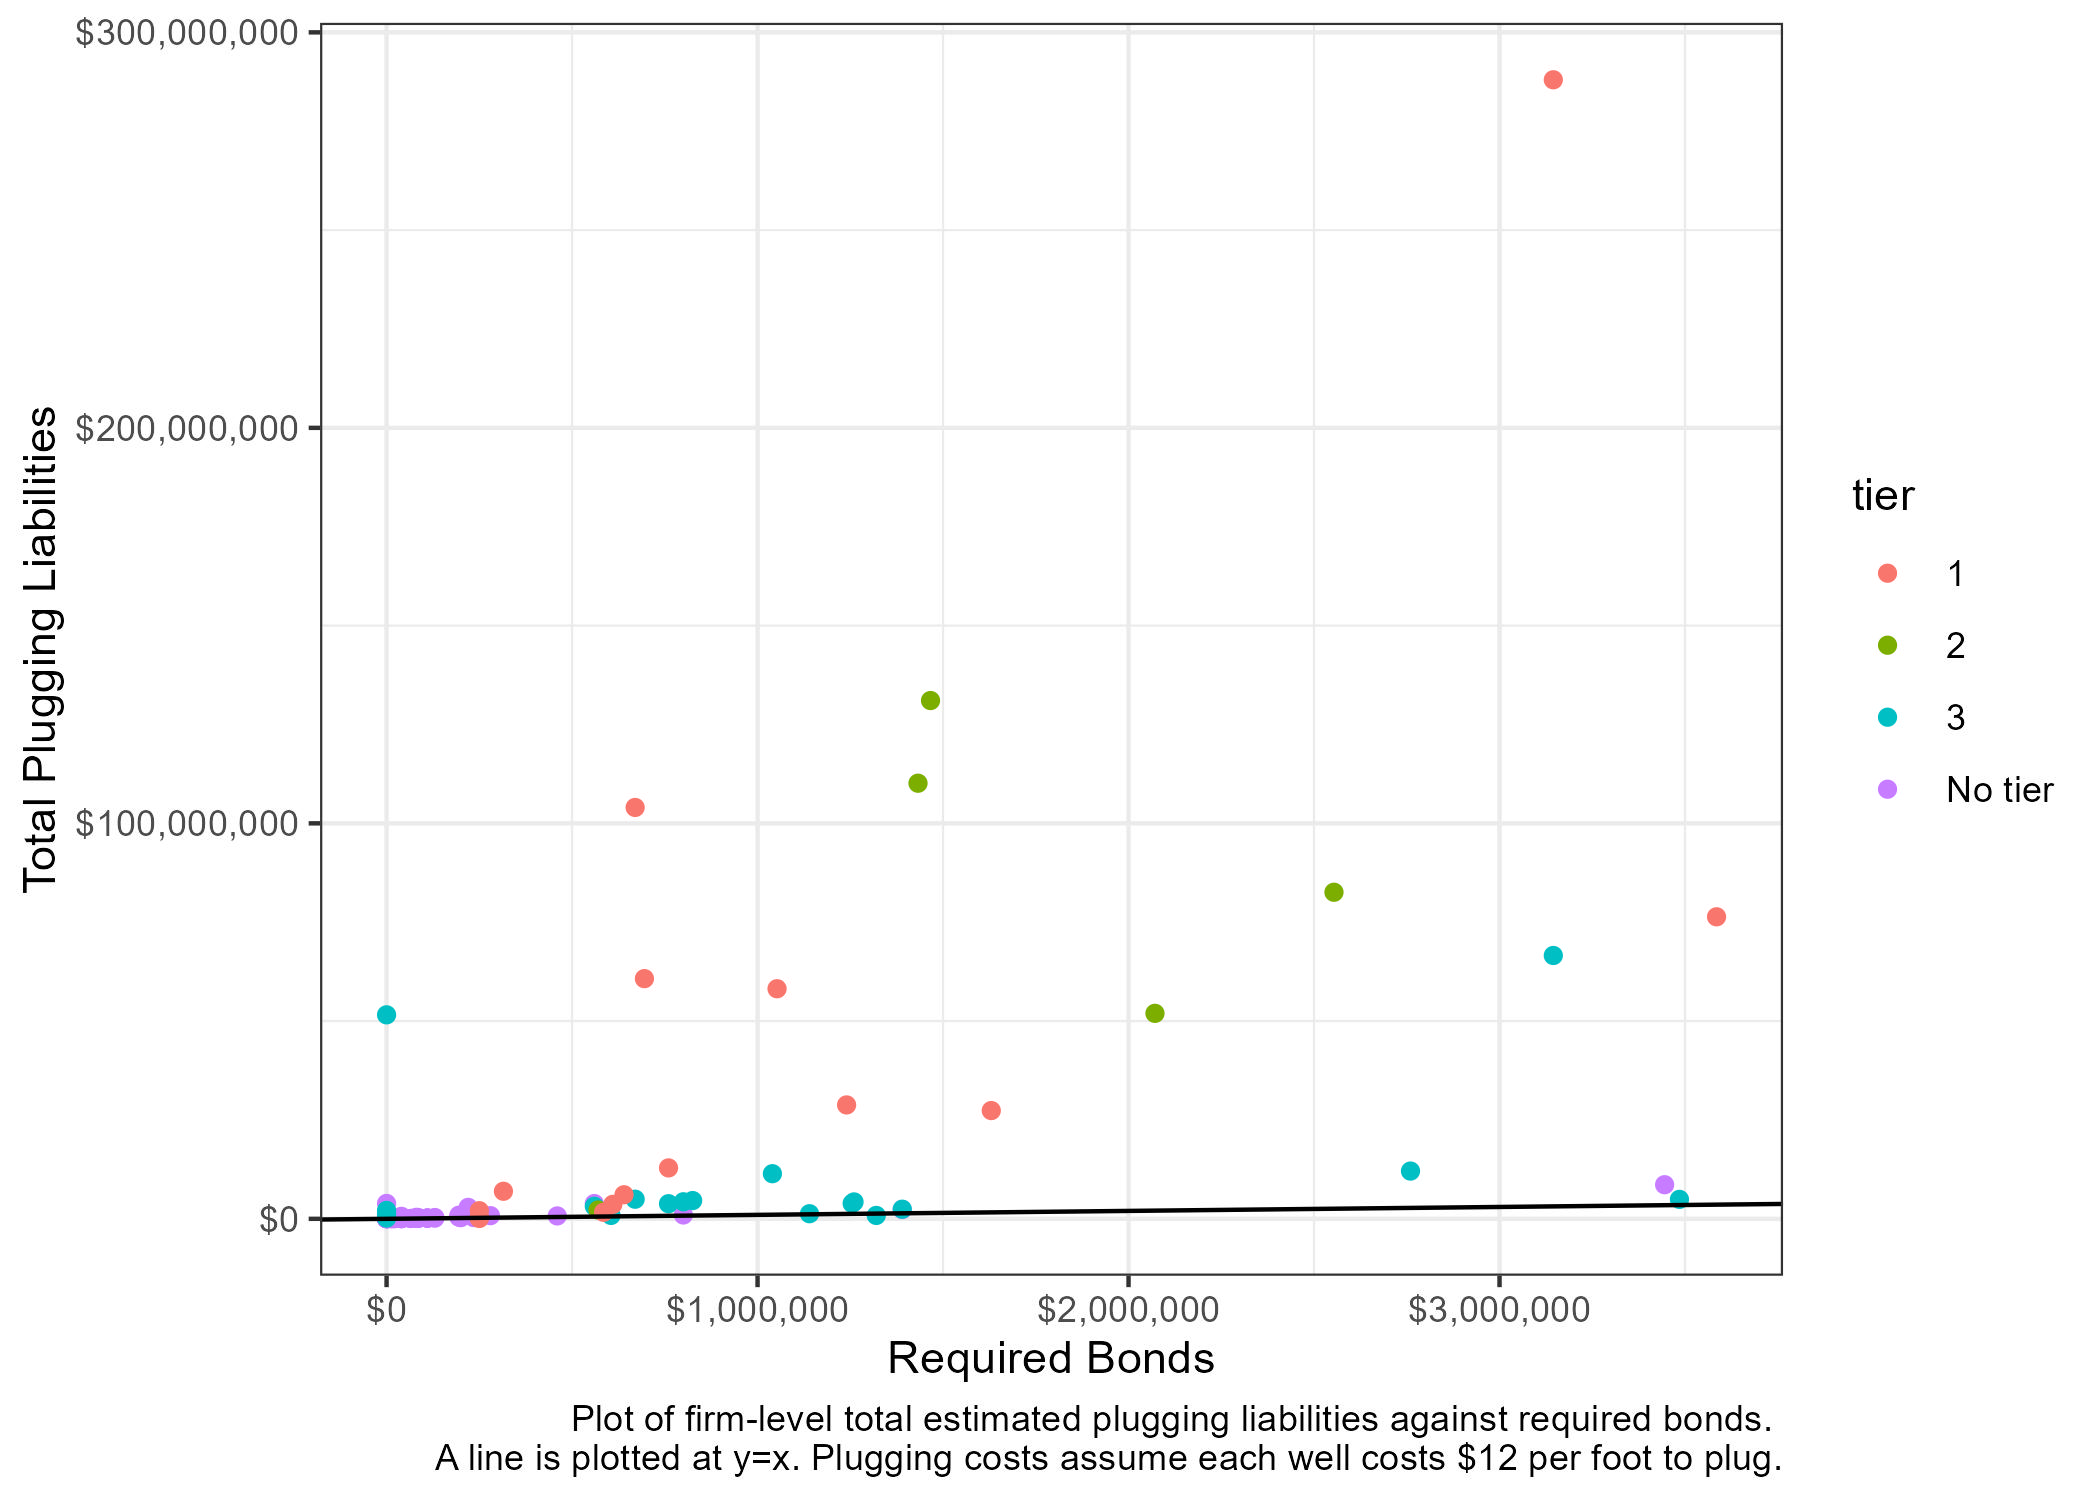 $300,000,000
$200,000,000
$100,000,000
$0
Total Plugging Liabilities
$0
$1,000,000
$2,000,000
$3,000,000
Required Bonds
tier
1
2
3
No tier
Plot of firm-level total estimated plugging liabilities against required bonds.
A line is plotted at y=x. Plugging costs assume each well costs $12 per foot to plug.